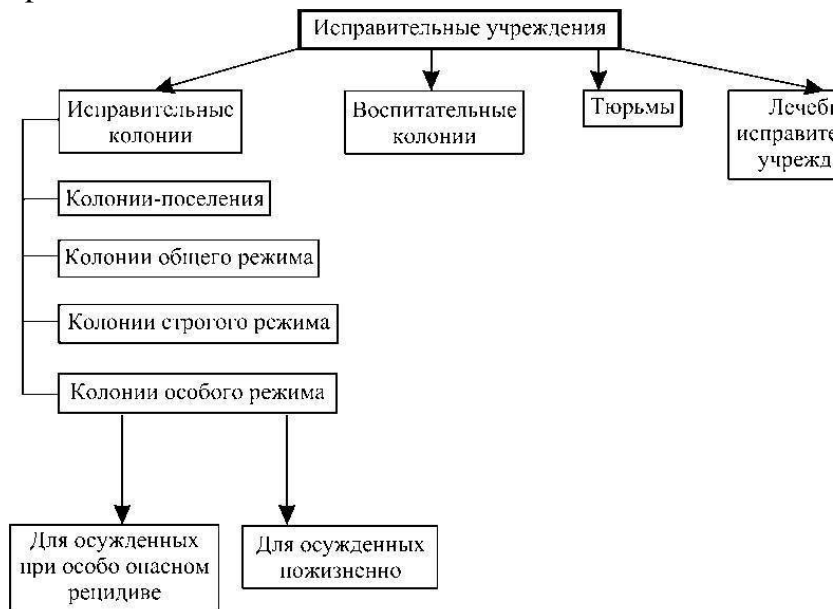 Исправительные учреждения
Исправительные
колонии
Воспитательные
колонии
Тюрьмы
Колонии-поселения
Колонии общего режима
Колонии строгого режима
Колонии особого режима
Для осужденных
при особо опасном
рецидиве
Для осужденных
пожизненно